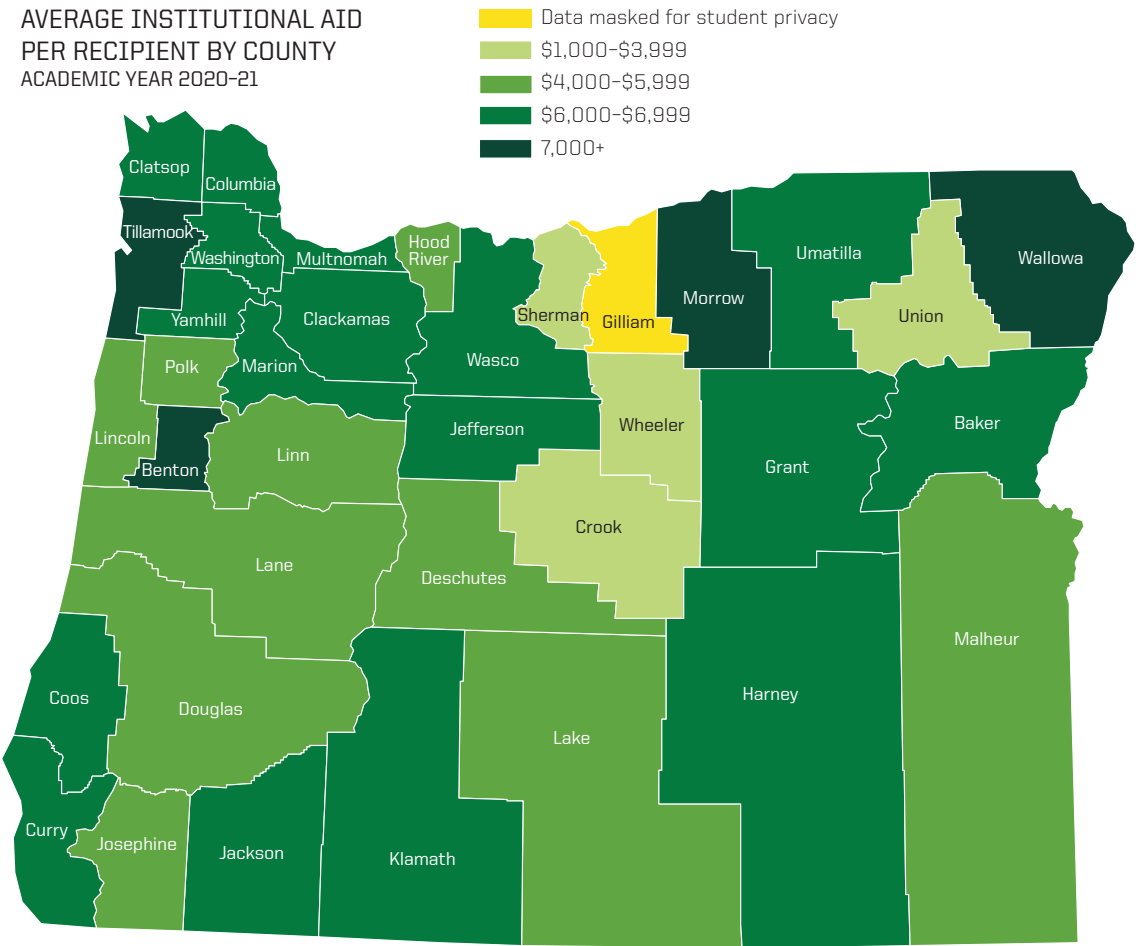 AVERAGE INSTITUTIONAL AID
PER RECIPIENT BY COUNTY
ACADEMIC YEAR 2020–21
Data masked for student privacy
$1,000–$3,999
$4,000–$5,999
$6,000–$6,999
7,000+
Clatsop
Columbia
Tillamook
Washington
Multnomah
Hood
River
Umatilla
Wallowa
Morrow
Sherman
Gilliam
Union
Yamhill
Clackamas
Wasco
Polk
Marion
Lincoln
Benton
Linn
Jefferson
Wheeler
Grant
Baker
Crook
Lane
Deschutes
Malheur
Coos
Douglas
Lake
Harney
Curry
Josephine
Jackson
Klamath